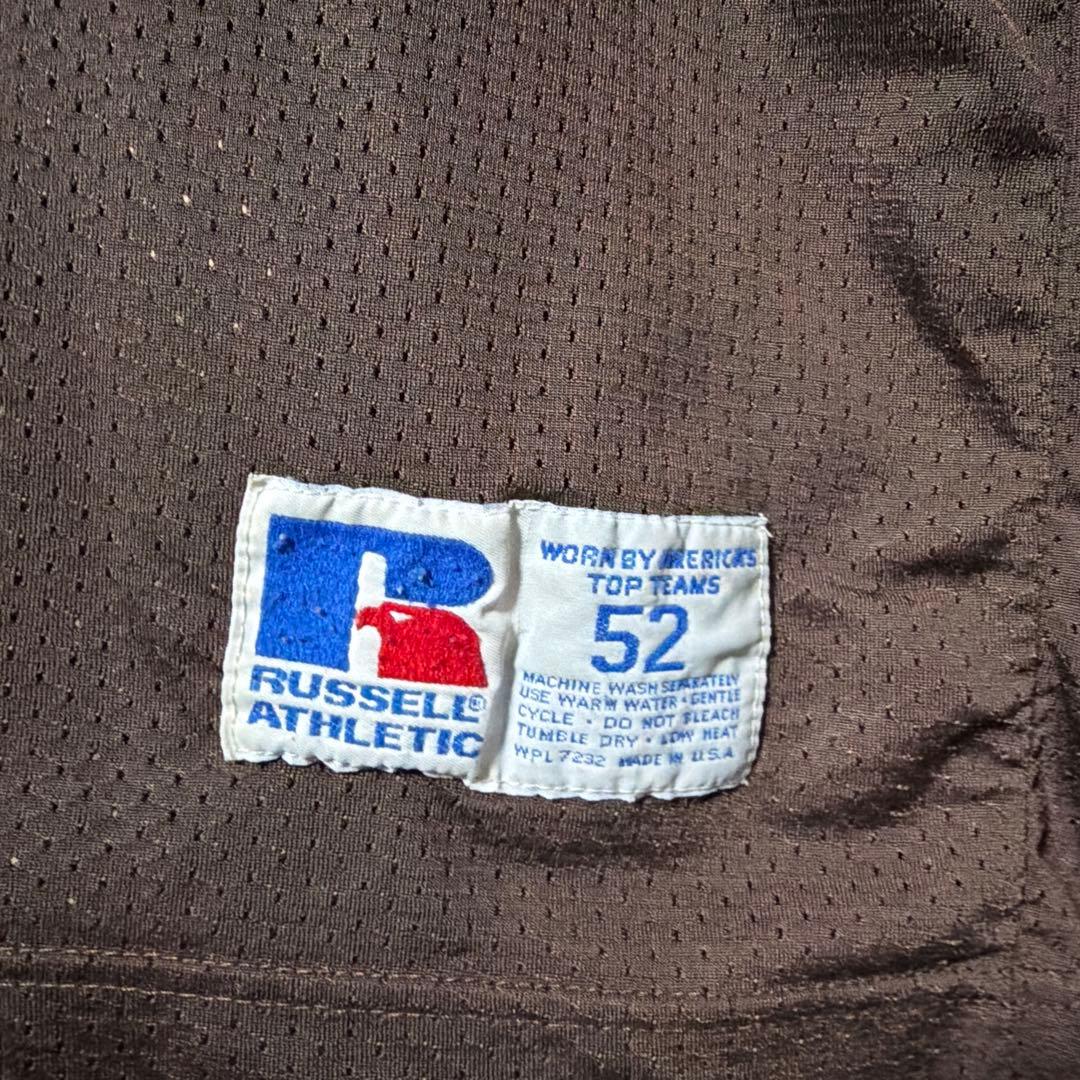 RUSSELL®
ATHLETIC
WORN BY AMERICA'S
TOP TEAMS
52
MACHINE WASH SEPARATELY
USE WARM WATER • GENTLE
CYCLE • DO NOT BLEACH
TUMBLE DRY • LOW HEAT
WPL 7232 MADE IN U.S.A